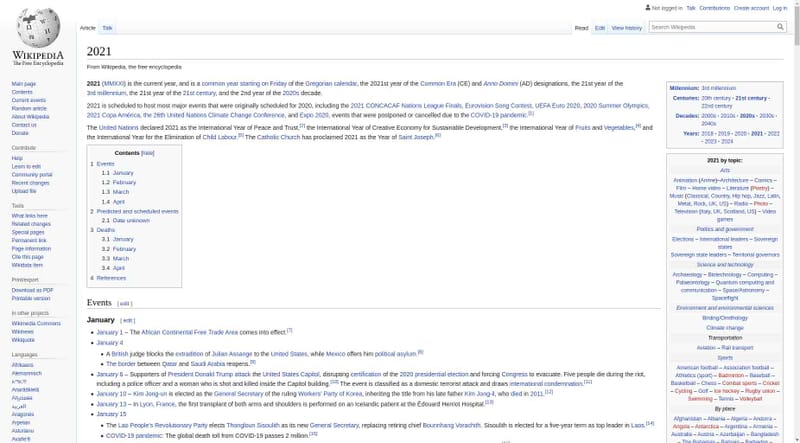 Not logged in Talk Contributions Create account Log in
Article Talk
Read Edit View history
Search Wikipedia
WIKIPEDIA
The Free Encyclopedia
Main page
Contents
Current events
Random article
About Wikipedia
Contact us
Donate
Contribute
Help
Learn to edit
Community portal
Recent changes
Upload file
Tools
What links here
Related changes
Special pages
Permanent link
Page information
Cite this page
Wikidata item
Print/export
Download as PDF
Printable version
In other projects
Wikimedia Commons
Wikinews
Wikiquote
Languages
Afrikaans
Alemannisch
አማርኛ
Anarâškielâ
العربية
Aragonés
Arpetan
Asturianu
Avañe'ẽ
2021
From Wikipedia, the free encyclopedia
2021 (MMXXI) is the current year, and is a common year starting on Friday of the Gregorian calendar, the 2021st year of the Common Era (CE) and Anno Domini (AD) designations, the 21st year of the
3rd millennium, the 21st year of the 21st century, and the 2nd year of the 2020s decade.
2021 is scheduled to host most major events that were originally scheduled for 2020, including the 2021 CONCACAF Nations League Finals, Eurovision Song Contest, UEFA Euro 2020, 2020 Summer Olympics,
2021 Copa América, the 26th United Nations Climate Change Conference, and Expo 2020, events that were postponed or cancelled due to the COVID-19 pandemic.[1]
The United Nations declared 2021 as the International Year of Peace and Trust,[2] the International Year of Creative Economy for Sustainable Development,[3] the International Year of Fruits and Vegetables,[4] and
the International Year for the Elimination of Child Labour.[5] The Catholic Church has proclaimed 2021 as the Year of Saint Joseph.[6]
Contents [hide]
1 Events
1.1 January
1.2 February
1.3 March
1.4 April
2 Predicted and scheduled events
2.1 Date unknown
3 Deaths
3.1 January
3.2 February
3.3 March
3.4 April
4 References
Events [ edit ]
January [ edit ]
• January 1 – The African Continental Free Trade Area comes into effect.[7]
• January 4
• A British judge blocks the extradition of Julian Assange to the United States, while Mexico offers him political asylum.[8]
• The border between Qatar and Saudi Arabia reopens.[9]
• January 6 – Supporters of President Donald Trump attack the United States Capitol, disrupting certification of the 2020 presidential election and forcing Congress to evacuate. Five people die during the riot,
including a police officer and a woman who is shot and killed inside the Capitol building.[10] The event is classified as a domestic terrorist attack and draws international condemnation.[11]
• January 10 – Kim Jong-un is elected as the General Secretary of the ruling Workers' Party of Korea, inheriting the title from his late father Kim Jong-il, who died in 2011.[12]
• January 13 – In Lyon, France, the first transplant of both arms and shoulders is performed on an Icelandic patient at the Édouard Herriot Hospital.[13]
• January 15
• The Lao People's Revolutionary Party elects Thongloun Sisoulith as its new General Secretary, replacing retiring chief Bounnhang Vorachith. Sisoulith is elected for a five-year term as top leader in Laos.[14]
• COVID-19 pandemic: The global death toll from COVID-19 passes 2 million.[15]
Millennium: 3rd millennium
Centuries: 20th century · 21st century ·
22nd century
Decades: 2000s · 2010s · 2020s · 2030s ·
2040s
Years: 2018 · 2019 · 2020 · 2021 · 2022
· 2023 · 2024
2021 by topic:
Arts
Animation (Anime)–Architecture – Comics –
Film – Home video – Literature (Poetry) –
Music (Classical, Country, Hip hop, Jazz, Latin,
Metal, Rock, UK, US) – Radio – Photo –
Television (Italy, UK, Scotland, US) – Video
games
Politics and government
Elections – International leaders – Sovereign
states
Sovereign state leaders – Territorial governors
Science and technology
Archaeology – Biotechnology – Computing –
Palaeontology – Quantum computing and
communication – Space/Astronomy –
Spaceflight
Environment and environmental sciences
Birding/Ornithology
Climate change
Transportation
Aviation – Rail transport
Sports
American football – Association football –
Athletics (sport) – Badminton – Baseball –
Basketball – Chess – Combat sports – Cricket
– Cycling – Golf – Ice hockey – Rugby union
– Swimming – Tennis – Volleyball
By place
Afghanistan – Albania – Algeria – Andorra –
Angola – Antarctica – Argentina – Armenia –
Australia – Austria – Azerbaijan – Bangladesh